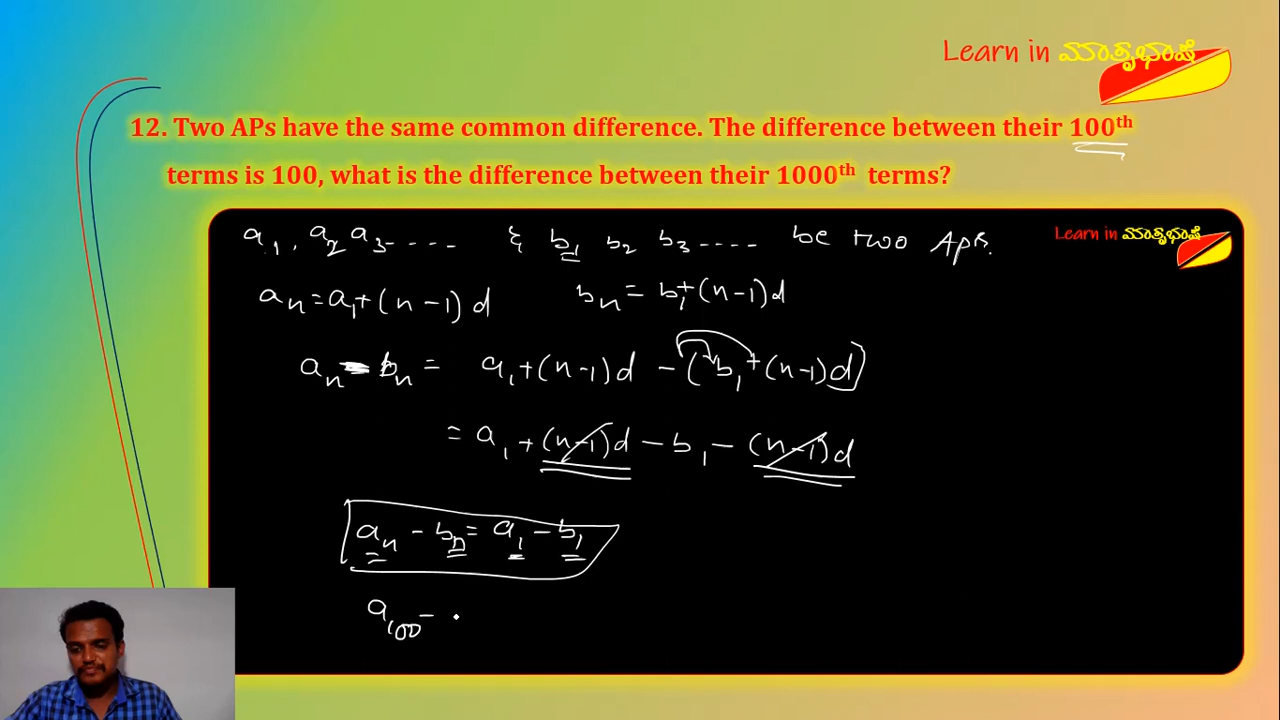 Learn in ಮಾತೃಭಾಷೆ
12. Two APs have the same common difference. The difference between their 100th
terms is 100, what is the difference between their 1000th terms?
Learn in ಮಾತೃಭಾಷೆ
a₁, a₂ a₃---- & b₁ b₂ b₃---- be two APs.
aₙ = a₁+(n-1)d bₙ = b₁+(n-1)d
aₙ - bₙ = a₁+(n-1)d - (b₁+(n-1)d)
= a₁ + (n-1)d - b₁ - (n-1)d
aₙ - bₙ = a₁ - b₁
a₁₀₀ -